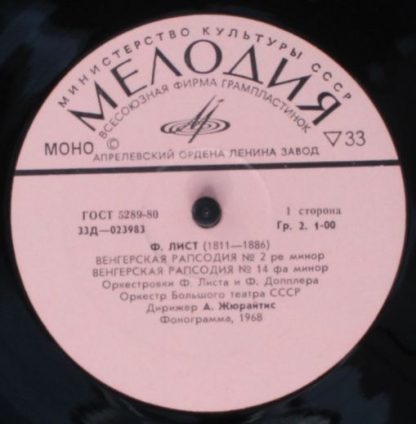 МИНИСТЕРСТВО КУЛЬТУРЫ СССР
МЕЛОДИЯ
ВСЕСОЮЗНАЯ ФИРМА ГРАМПЛАСТИНОК
МОНО ©
▽33
АПРЕЛЕВСКИЙ ОРДЕНА ЛЕНИНА ЗАВОД
ГОСТ 5289-80
1 сторона
33Д—023983
Гр. 2. 1-00
Ф. ЛИСТ (1811—1886)
ВЕНГЕРСКАЯ РАПСОДИЯ № 2 ре минор
ВЕНГЕРСКАЯ РАПСОДИЯ № 14 фа минор
Оркестровки Ф. Листа и Ф. Допплера
Оркестр Большого театра СССР
Дирижер А. Жюрайтис
Фонограмма, 1968